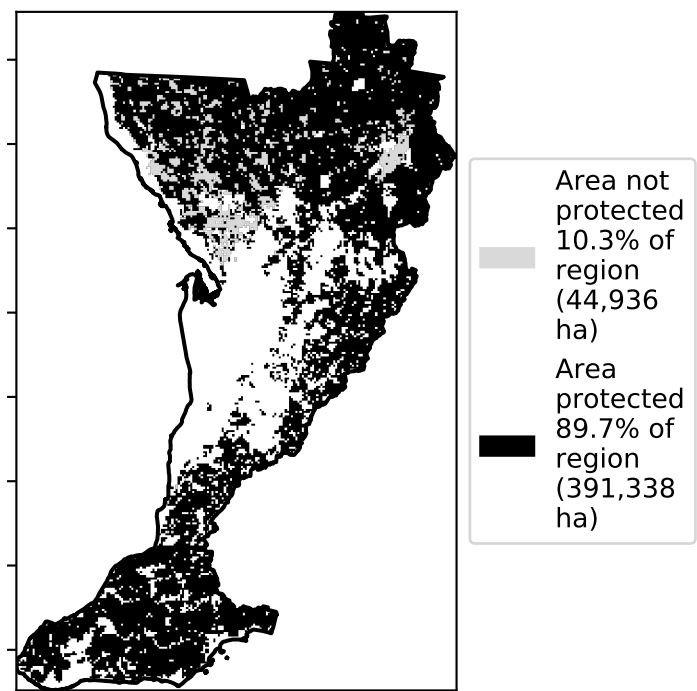 Area not
protected
10.3% of
region
(44,936
ha)
Area
protected
89.7% of
region
(391,338
ha)